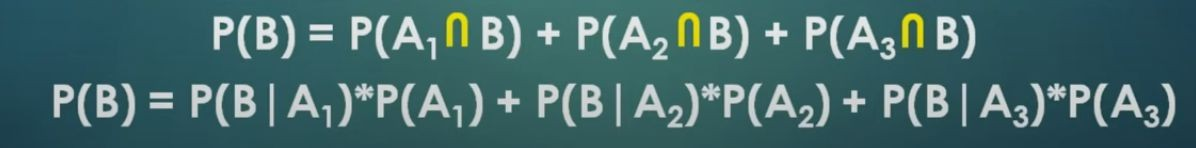 P(B) = P(A₁∩ B) + P(A₂∩B) + P(A₃∩ B)
P(B) = P(B|A₁)*P(A₁) + P(B|A₂)*P(A₂) + P(B|A₃)*P(A₃)